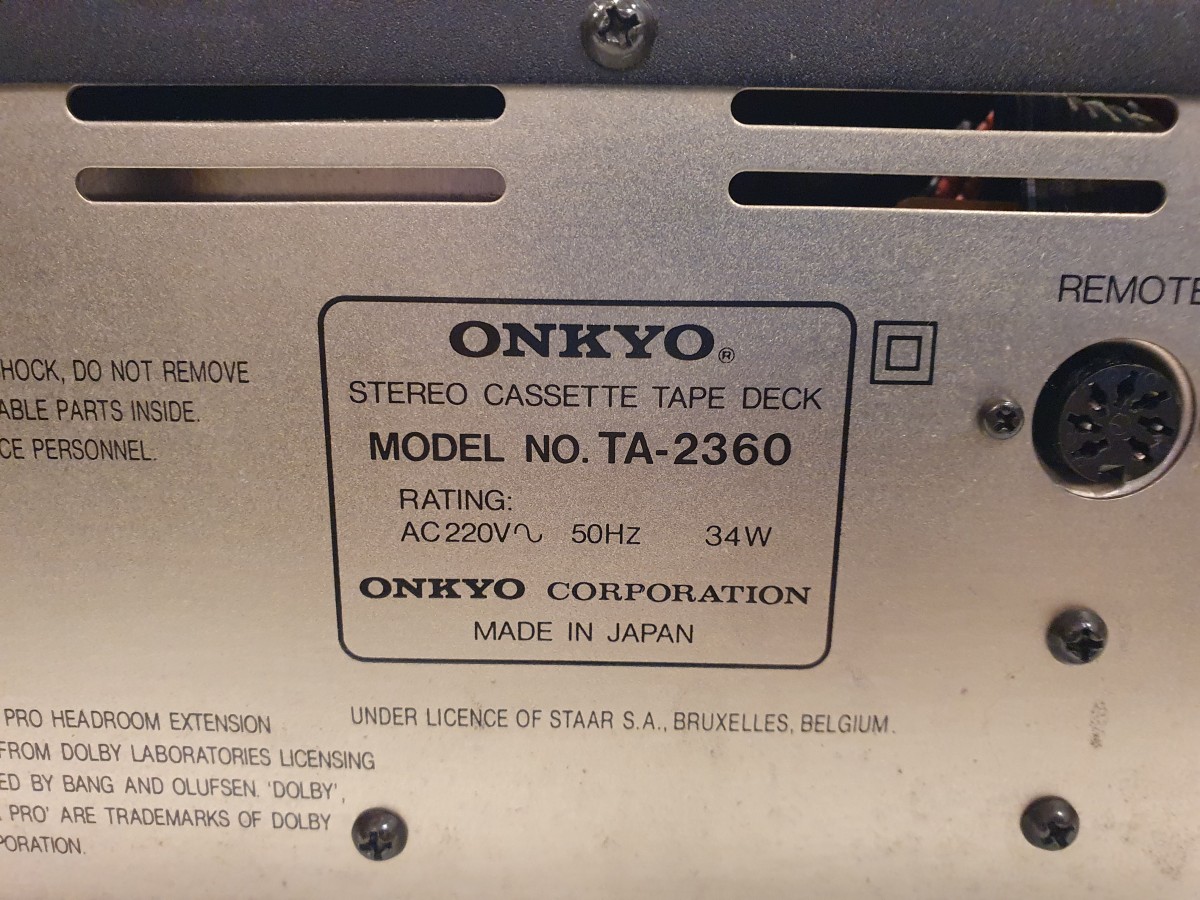 REMOTE
HOCK, DO NOT REMOVE
ABLE PARTS INSIDE.
CE PERSONNEL.
ONKYO®
STEREO CASSETTE TAPE DECK
MODEL NO. TA-2360
RATING:
AC 220V∿ 50Hz 34W
ONKYO CORPORATION
MADE IN JAPAN
PRO HEADROOM EXTENSION
FROM DOLBY LABORATORIES LICENSING
ED BY BANG AND OLUFSEN. 'DOLBY',
PRO' ARE TRADEMARKS OF DOLBY
PORATION.
UNDER LICENCE OF STAAR S.A., BRUXELLES, BELGIUM.